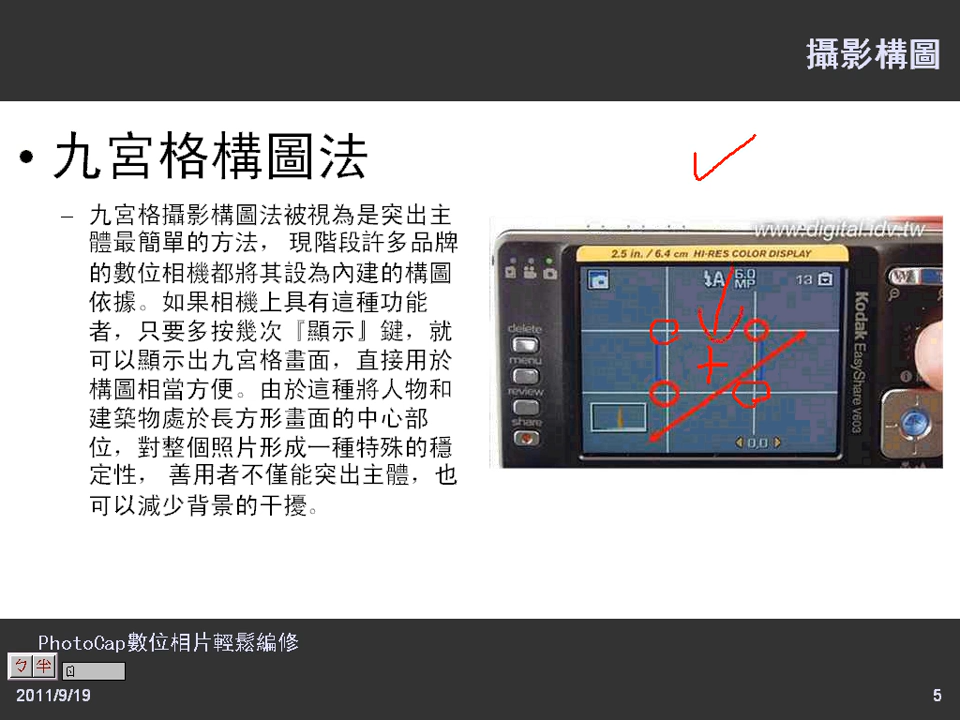 攝影構圖
• 九宮格構圖法
– 九宮格攝影構圖法被視為是突出主
體最簡單的方法， 現階段許多品牌
的數位相機都將其設為內建的構圖
依據。如果相機上具有這種功能
者，只要多按幾次『顯示』鍵，就
可以顯示出九宮格畫面，直接用於
構圖相當方便。由於這種將人物和
建築物處於長方形畫面的中心部
位，對整個照片形成一種特殊的穩
定性， 善用者不僅能突出主體，也
可以減少背景的干擾。
www.digital.idv.tw
2.5 in. / 6.4 cm HI-RES COLOR DISPLAY
A
6.0
MP
13
W
delete
menu
review
share
0,0
Kodak EasyShare V603
PhotoCap數位相片輕鬆編修
ㄅ半
2011/9/19
5